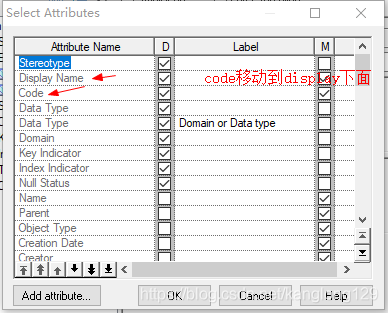 Select Attributes
Attribute Name D Label M
Stereotype
Display Name
code移动到display下面
Code
Data Type
Data Type Domain or Data type
Domain
Key Indicator
Index Indicator
Null Status
Name
Parent
Object Type
Creation Date
Creator
Add attribute... OK Cancel Help